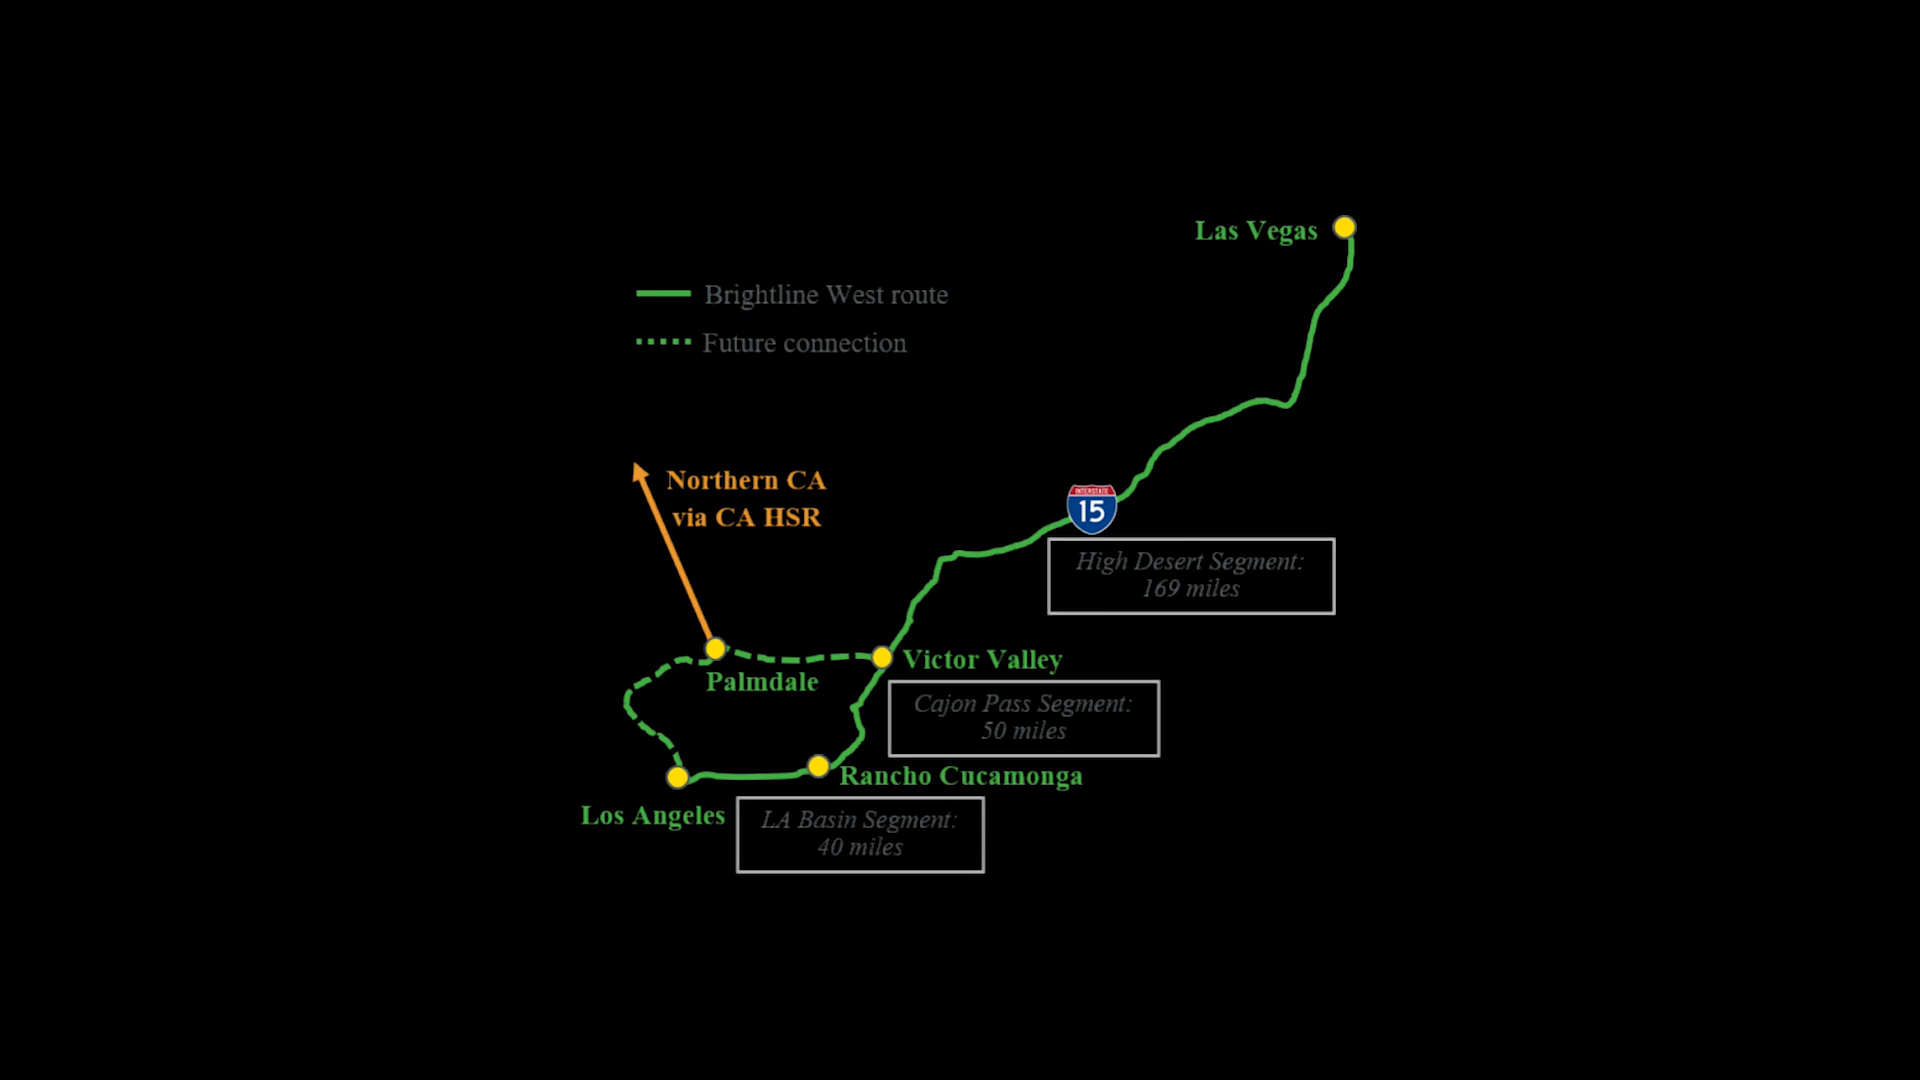 Las Vegas
Brightline West route
Future connection
Northern CA
via CA HSR
INTERSTATE
15
High Desert Segment:
169 miles
Palmdale
Victor Valley
Cajon Pass Segment:
50 miles
Rancho Cucamonga
Los Angeles
LA Basin Segment:
40 miles